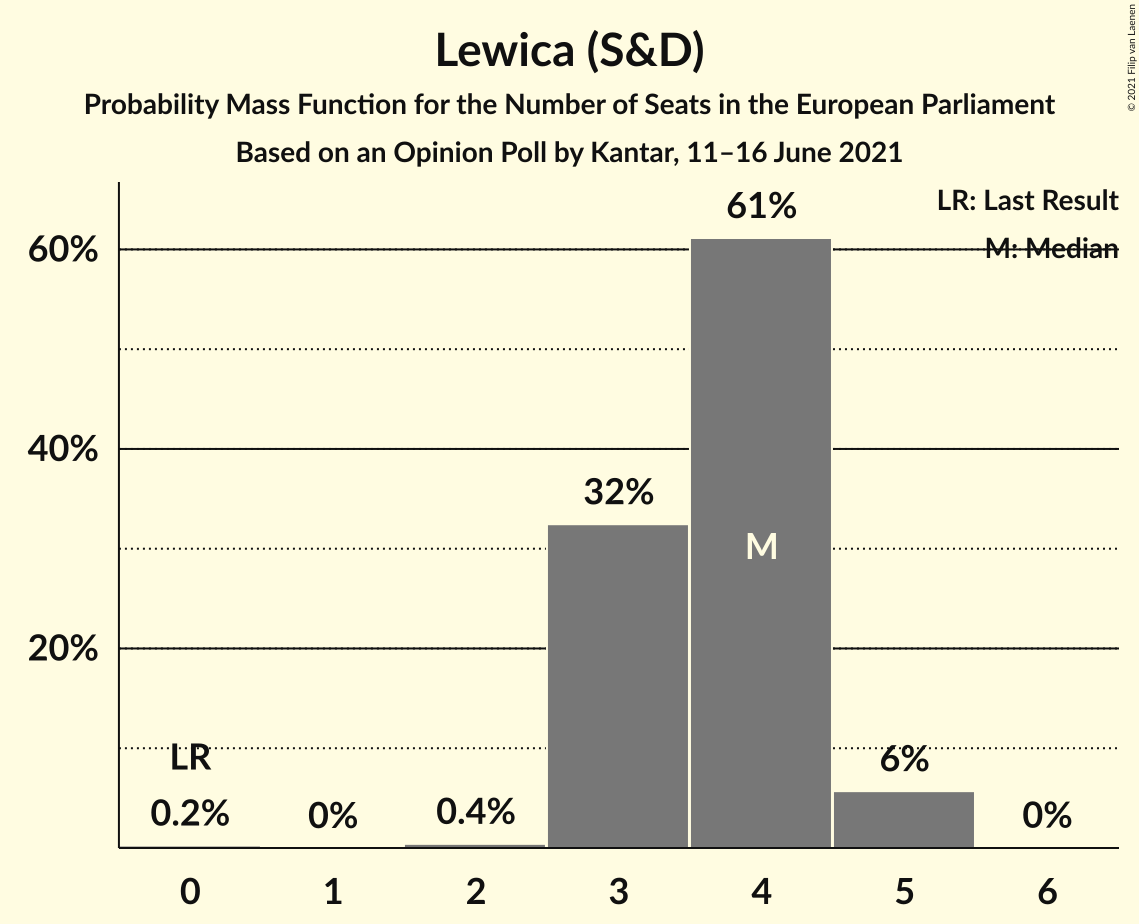 Lewica (S&D)
Probability Mass Function for the Number of Seats in the European Parliament
Based on an Opinion Poll by Kantar, 11–16 June 2021
© 2021 Filip van Laenen
LR: Last Result
M: Median
60%
40%
20%
61%
32%
M
LR
6%
0.2%
0%
0.4%
0%
0
1
2
3
4
5
6